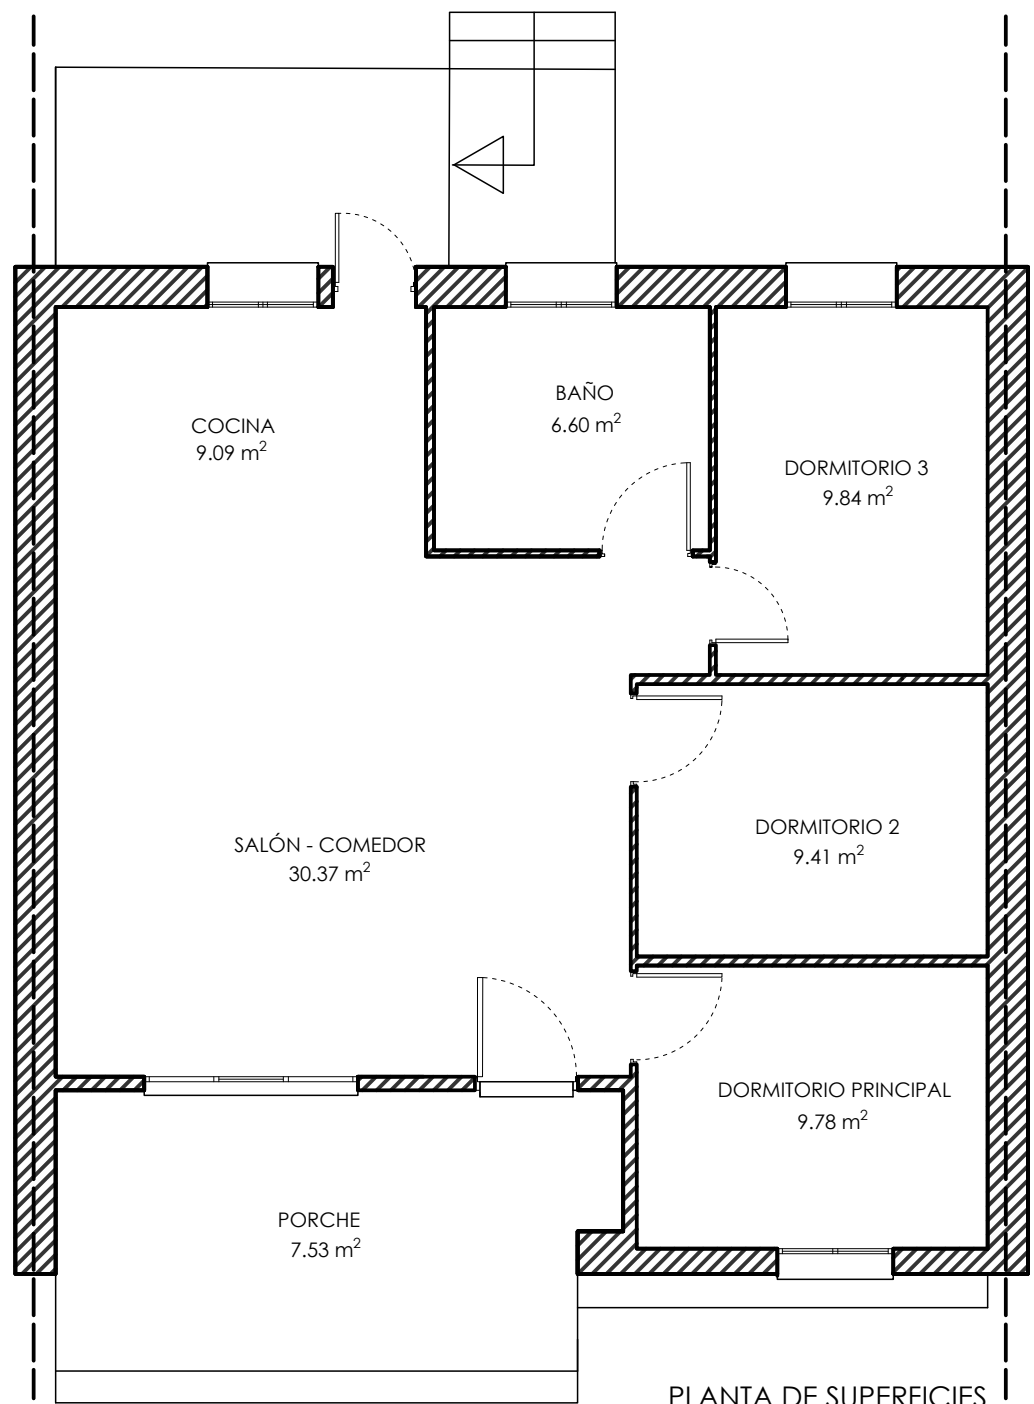 COCINA
9.09 m²
BAÑO
6.60 m²
DORMITORIO 3
9.84 m²
SALÓN - COMEDOR
30.37 m²
DORMITORIO 2
9.41 m²
DORMITORIO PRINCIPAL
9.78 m²
PORCHE
7.53 m²
PLANTA DE SUPERFICIES